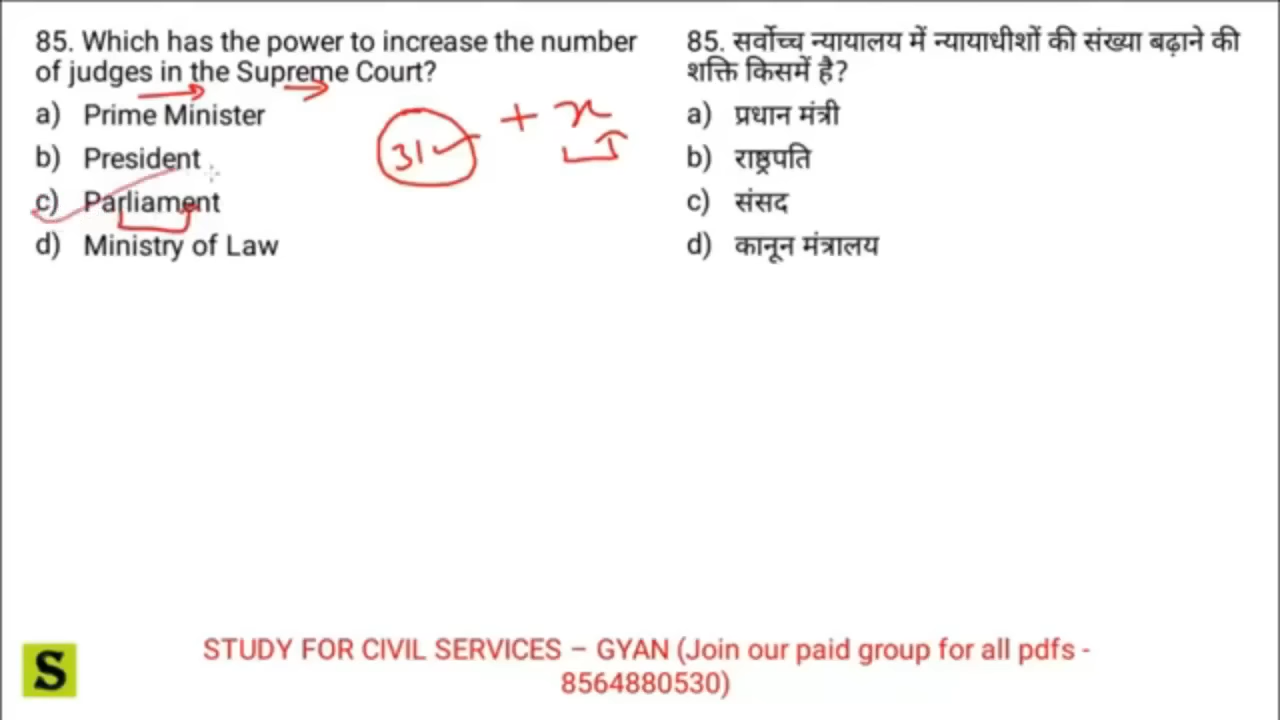 85. Which has the power to increase the number
of judges in the Supreme Court?
a) Prime Minister
b) President
c) Parliament
d) Ministry of Law
31 + x
85. सर्वोच्च न्यायालय में न्यायाधीशों की संख्या बढ़ाने की
शक्ति किसमें है?
a) प्रधान मंत्री
b) राष्ट्रपति
c) संसद
d) कानून मंत्रालय
S
STUDY FOR CIVIL SERVICES – GYAN (Join our paid group for all pdfs -
8564880530)